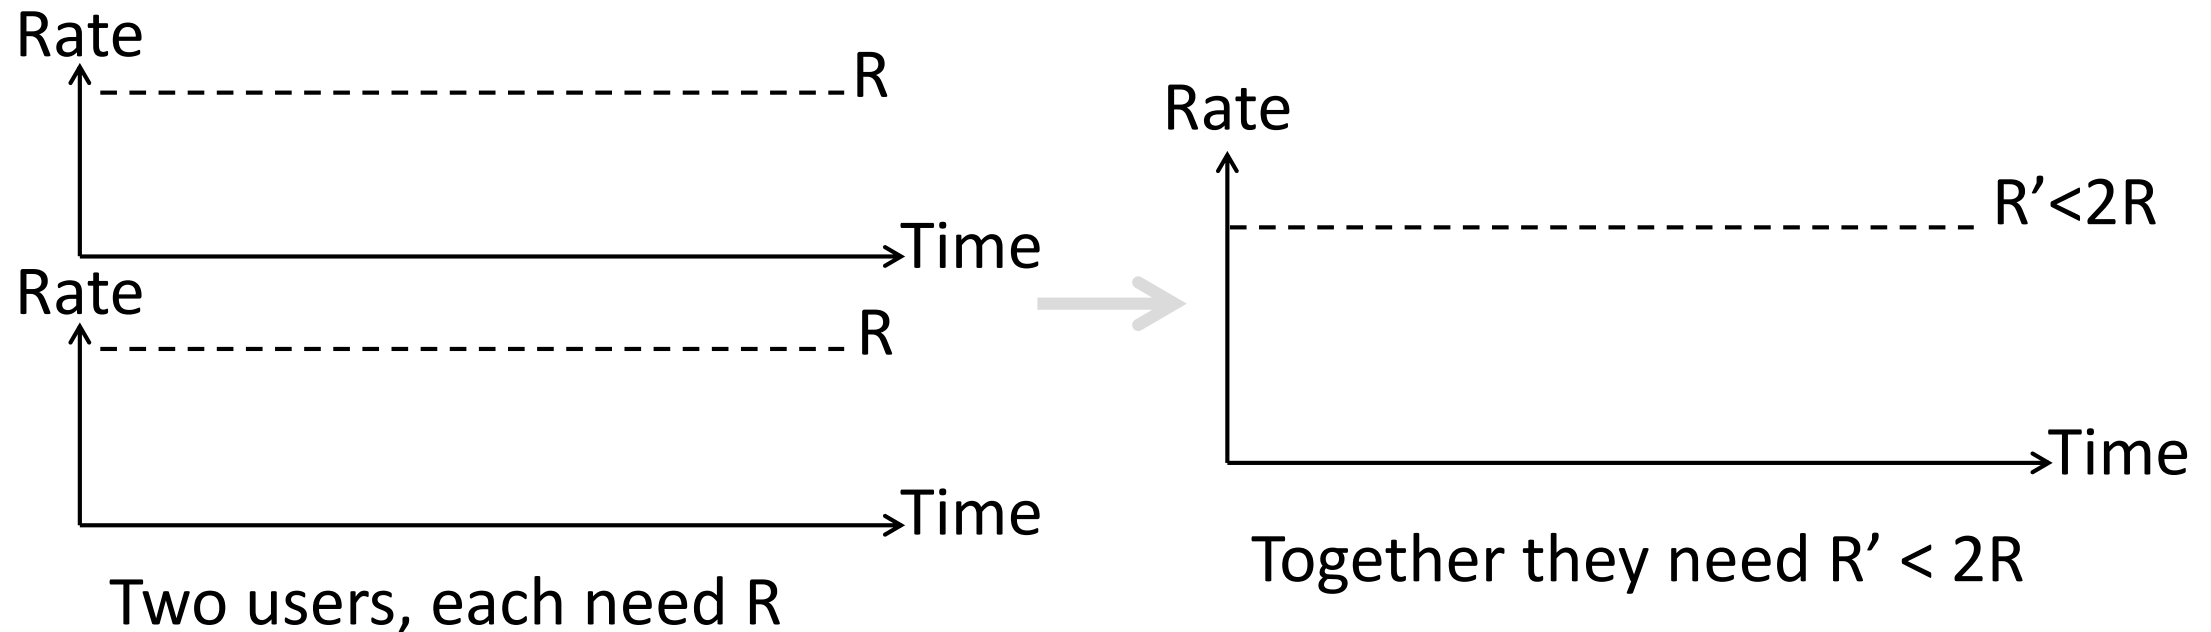 Rate
R
Time
Rate
R
Time
Two users, each need R
Rate
R’<2R
Time
Together they need R’ < 2R